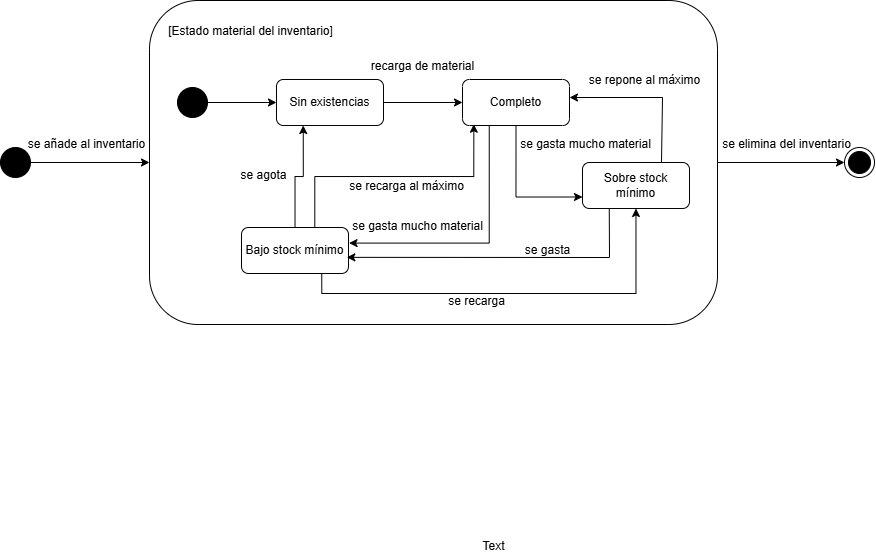 [Estado material del inventario]
recarga de material
se repone al máximo
Sin existencias
Completo
se añade al inventario
se gasta mucho material
se elimina del inventario
se agota
se recarga al máximo
Sobre stock
mínimo
se gasta mucho material
Bajo stock mínimo
se gasta
se recarga
Text